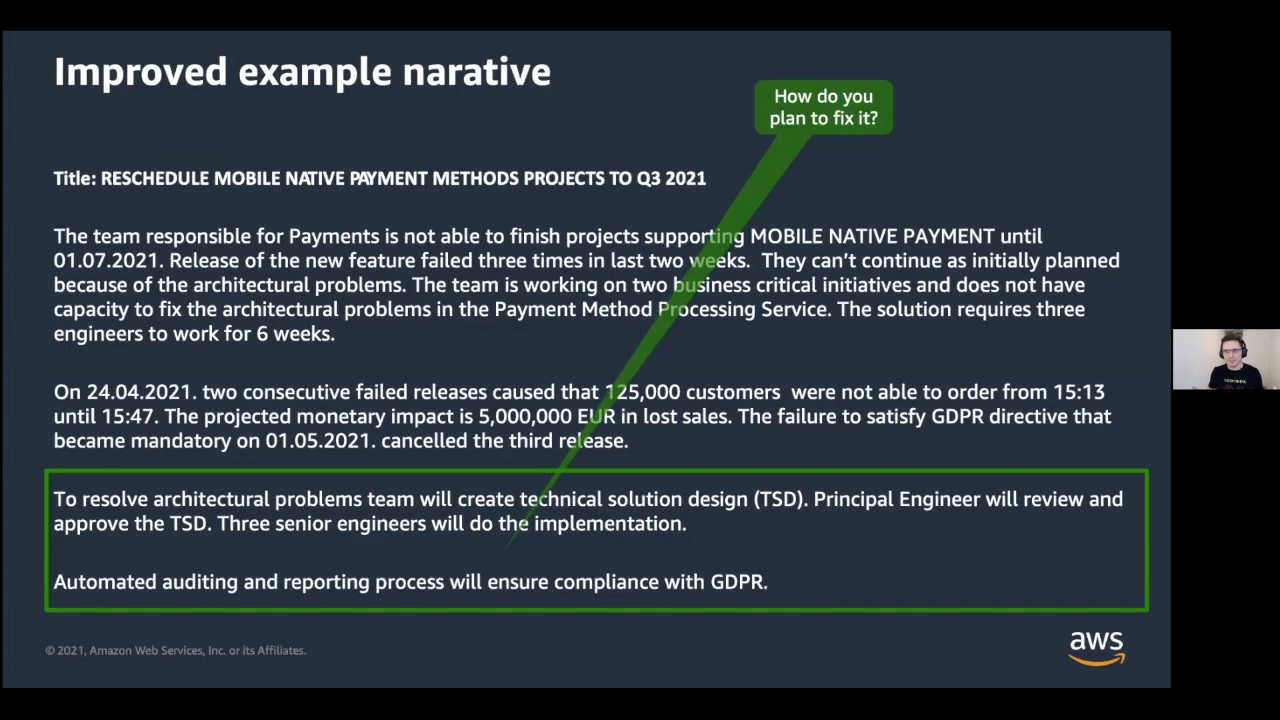 Improved example narative
How do you
plan to fix it?
Title: RESCHEDULE MOBILE NATIVE PAYMENT METHODS PROJECTS TO Q3 2021
The team responsible for Payments is not able to finish projects supporting MOBILE NATIVE PAYMENT until
01.07.2021. Release of the new feature failed three times in last two weeks.  They can’t continue as initially planned
because of the architectural problems. The team is working on two business critical initiatives and does not have
capacity to fix the architectural problems in the Payment Method Processing Service. The solution requires three
engineers to work for 6 weeks.
On 24.04.2021. two consecutive failed releases caused that 125,000 customers  were not able to order from 15:13
until 15:47. The projected monetary impact is 5,000,000 EUR in lost sales. The failure to satisfy GDPR directive that
became mandatory on 01.05.2021. cancelled the third release.
To resolve architectural problems team will create technical solution design (TSD). Principal Engineer will review and
approve the TSD. Three senior engineers will do the implementation.
Automated auditing and reporting process will ensure compliance with GDPR.
© 2021, Amazon Web Services, Inc. or its Affiliates.
aws